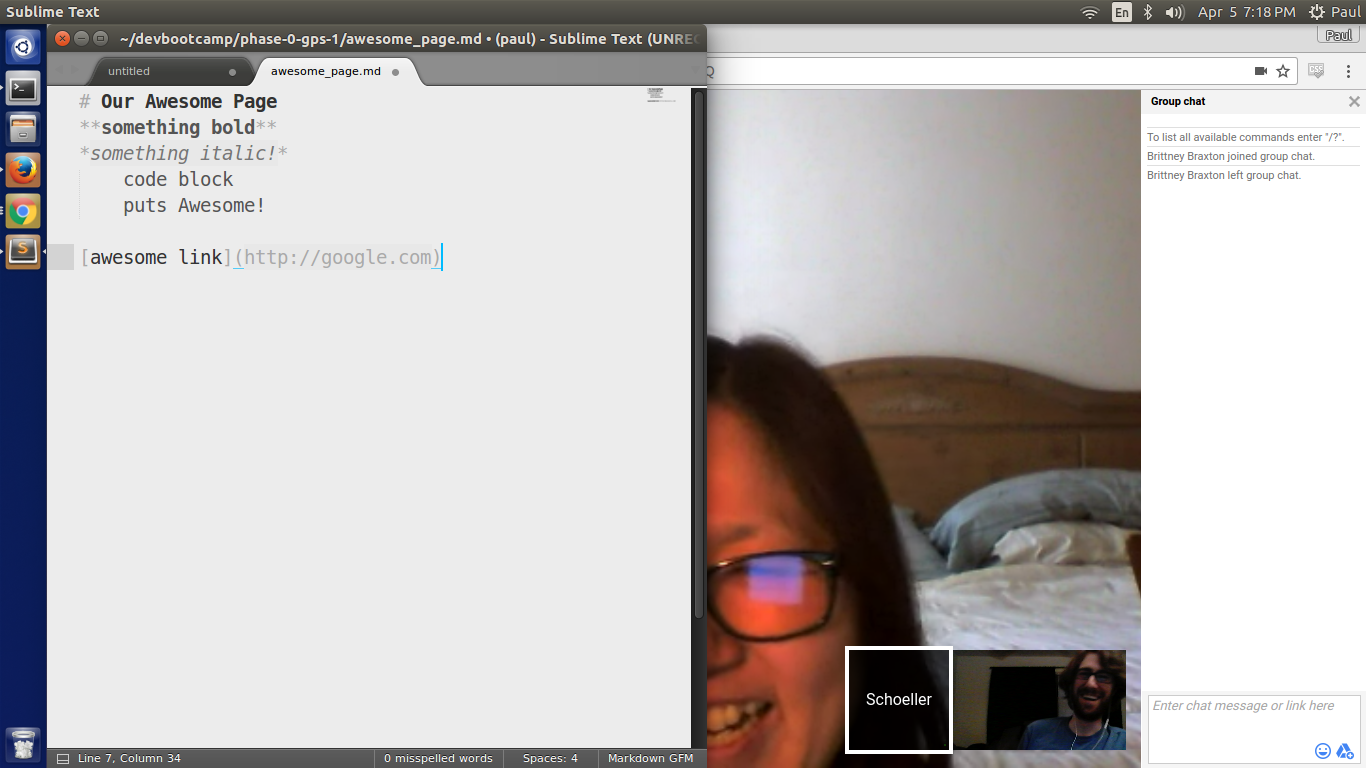 Sublime Text
En
Apr 5 7:18 PM
Paul
~/devbootcamp/phase-0-gps-1/awesome_page.md • (paul) - Sublime Text (UNREG
Paul
untitled
awesome_page.md
# Our Awesome Page
**something bold**
*something italic!*
code block
puts Awesome!
[awesome link](http://google.com)
Group chat
To list all available commands enter "/?".
Brittney Braxton joined group chat.
Brittney Braxton left group chat.
Schoeller
Enter chat message or link here
Line 7, Column 34
0 misspelled words
Spaces: 4
Markdown GFM